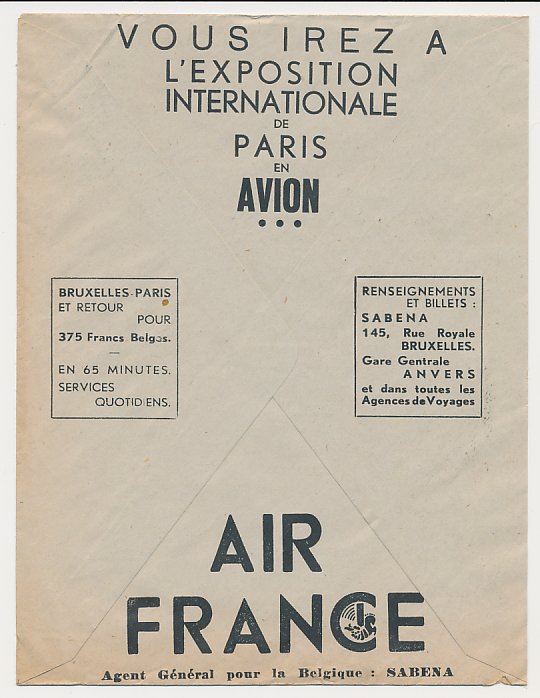 VOUS IREZ A
L'EXPOSITION
INTERNATIONALE
DE
PARIS
EN
AVION
BRUXELLES-PARIS
ET RETOUR
POUR
375 Francs Belges.
EN 65 MINUTES.
SERVICES
QUOTIDIENS.
RENSEIGNEMENTS
ET BILLETS :
SABENA
145, Rue Royale
BRUXELLES.
Gare Gentrale
ANVERS
et dans toutes les
Agences de Voyages
AIR
FRANCE
Agent Général pour la Belgique : SABENA